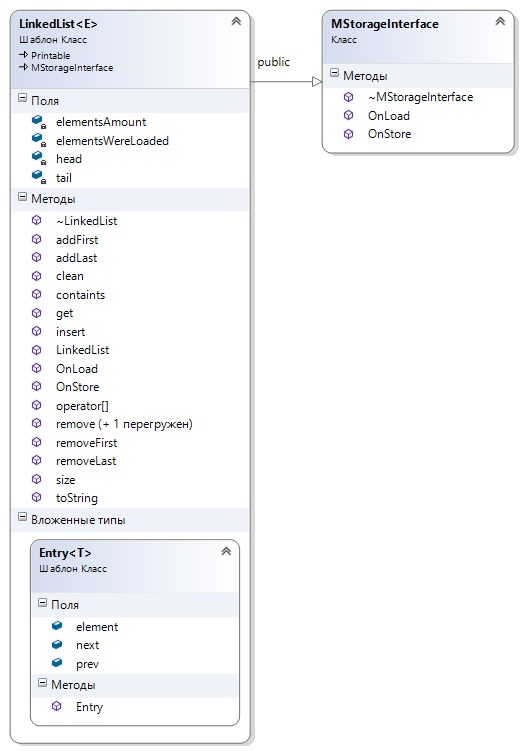 LinkedList<E>
Шаблон Класс
Printable
MStorageInterface
Поля
elementsAmount
elementsWereLoaded
head
tail
Методы
~LinkedList
addFirst
addLast
clean
containts
get
insert
LinkedList
OnLoad
OnStore
operator[]
remove (+ 1 перегружен)
removeFirst
removeLast
size
toString
Вложенные типы
Entry<T>
Шаблон Класс
Поля
element
next
prev
Методы
Entry
public
MStorageInterface
Класс
Методы
~MStorageInterface
OnLoad
OnStore